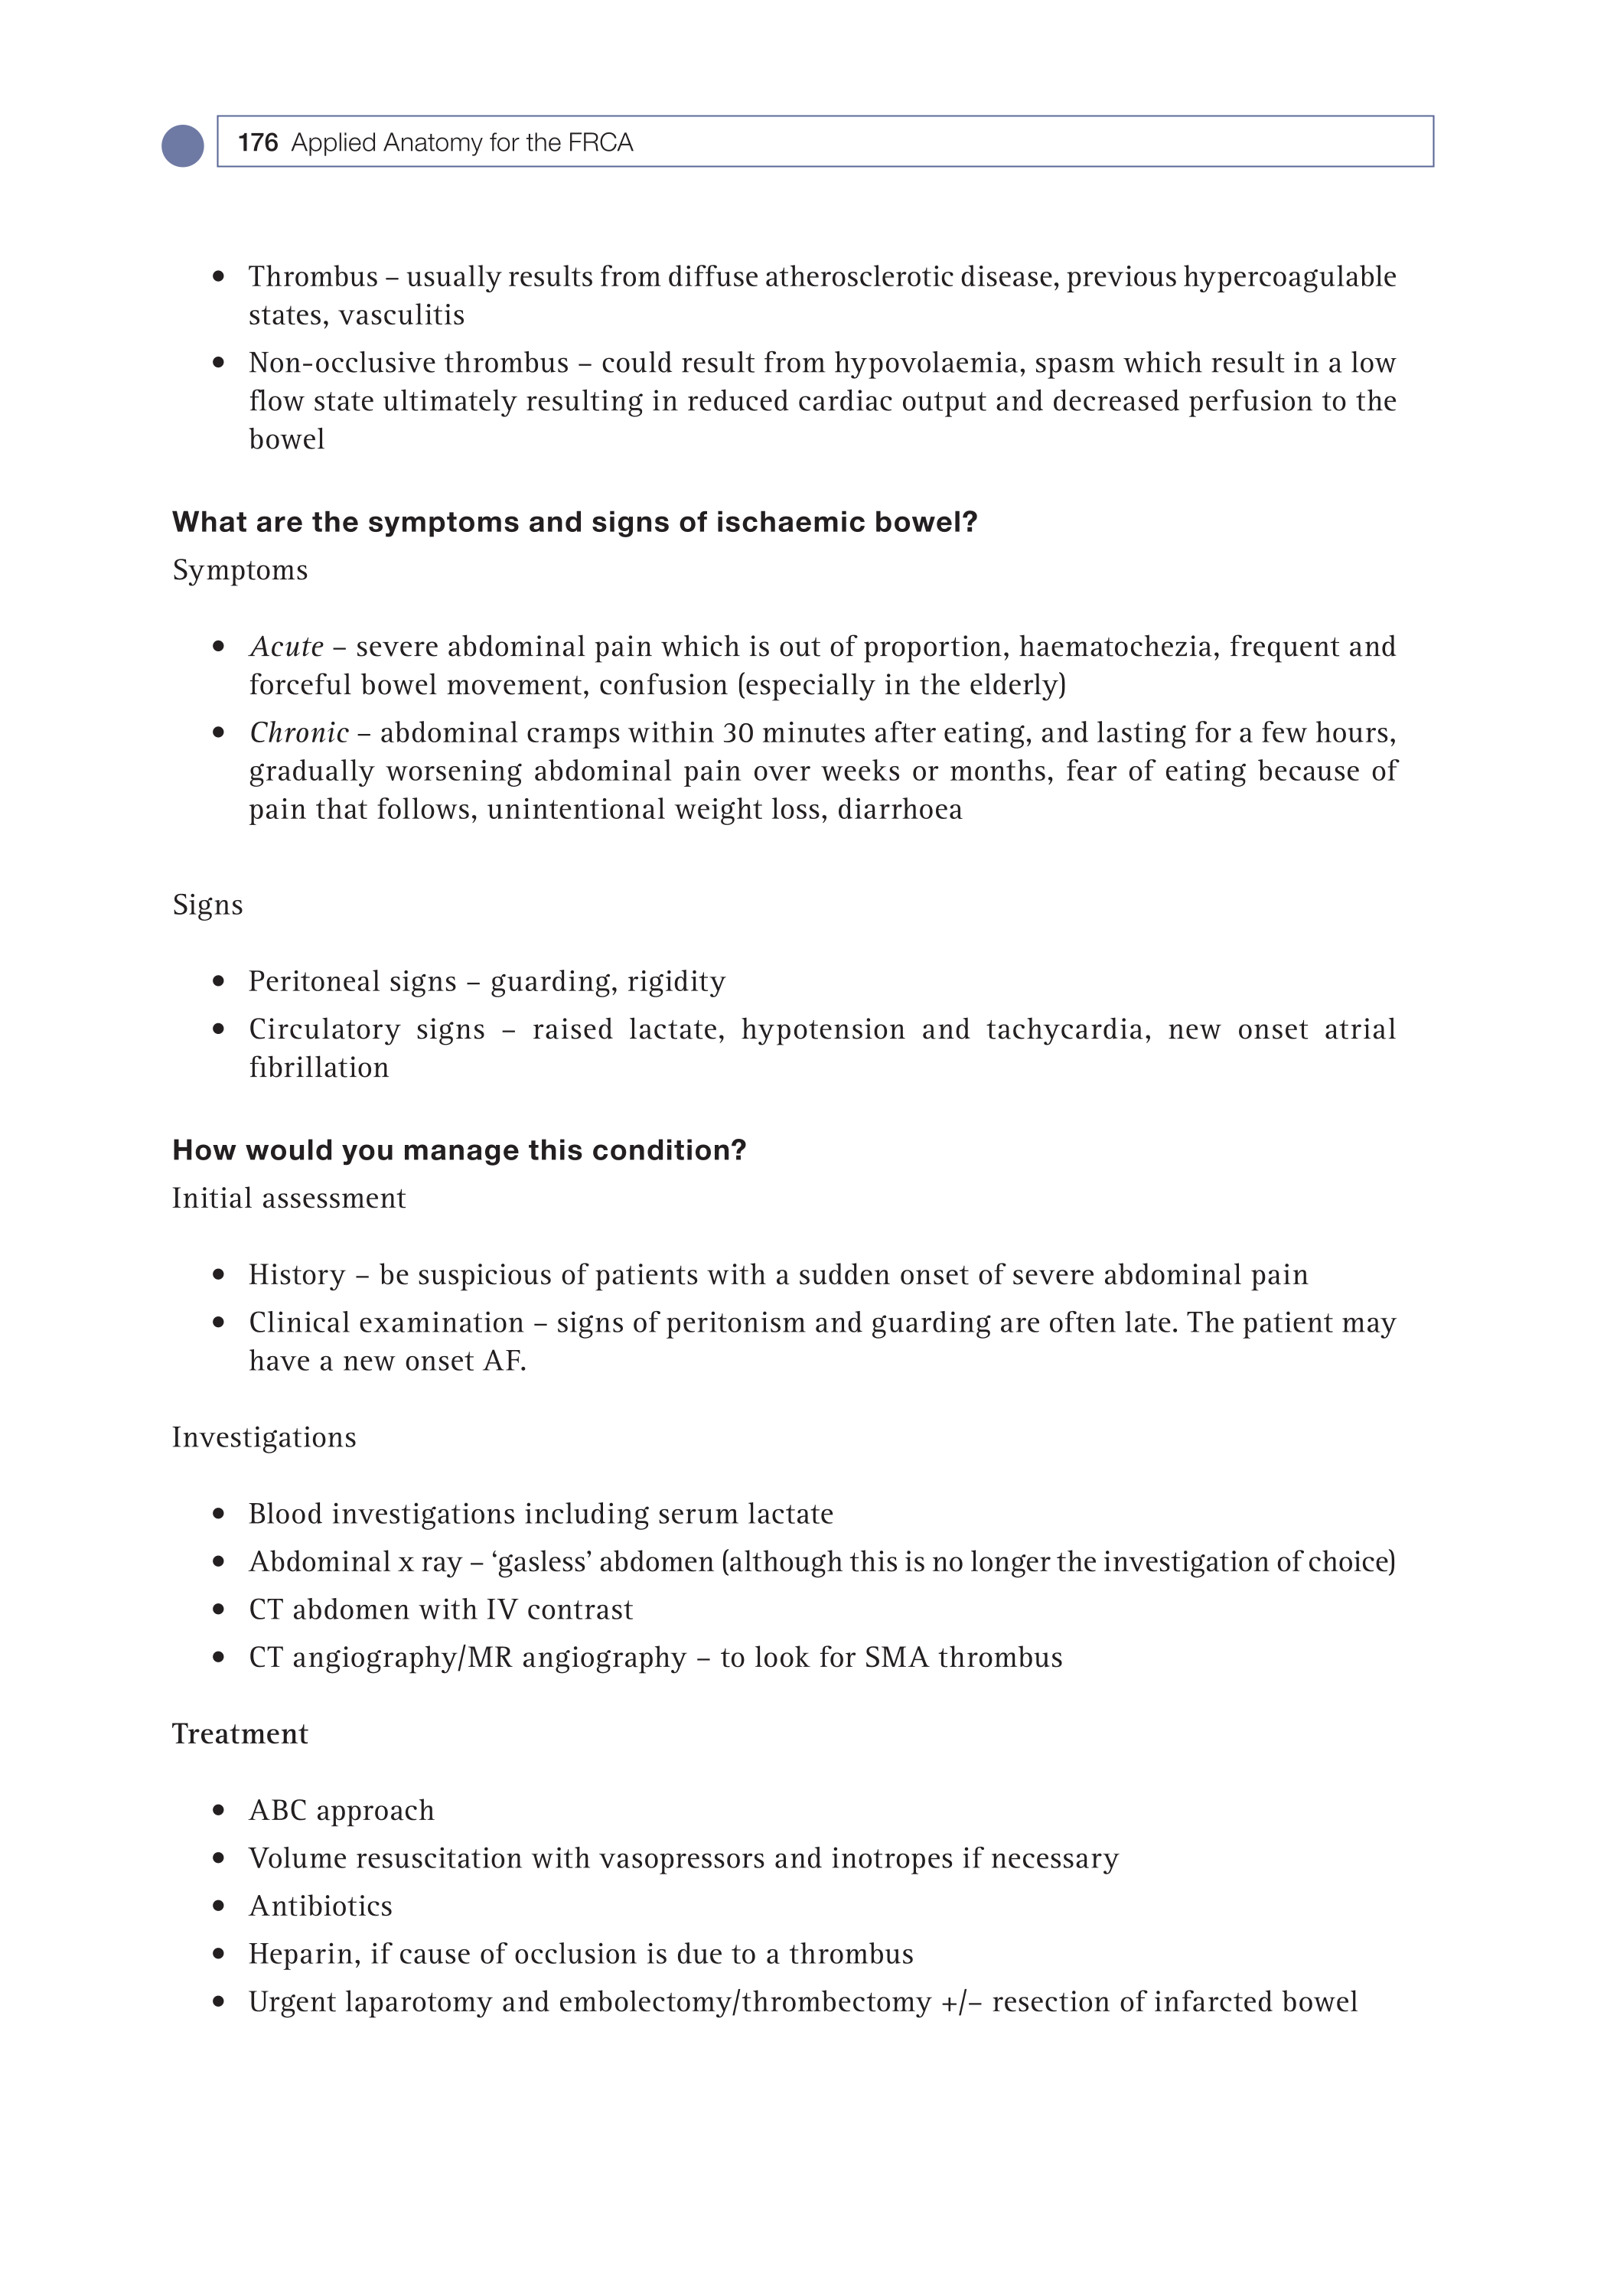 176 Applied Anatomy for the FRCA
• Thrombus – usually results from diffuse atherosclerotic disease, previous hypercoagulable
states, vasculitis
• Non-occlusive thrombus – could result from hypovolaemia, spasm which result in a low
flow state ultimately resulting in reduced cardiac output and decreased perfusion to the
bowel
What are the symptoms and signs of ischaemic bowel?
Symptoms
• Acute – severe abdominal pain which is out of proportion, haematochezia, frequent and
forceful bowel movement, confusion (especially in the elderly)
• Chronic – abdominal cramps within 30 minutes after eating, and lasting for a few hours,
gradually worsening abdominal pain over weeks or months, fear of eating because of
pain that follows, unintentional weight loss, diarrhoea
Signs
• Peritoneal signs – guarding, rigidity
• Circulatory signs – raised lactate, hypotension and tachycardia, new onset atrial
fibrillation
How would you manage this condition?
Initial assessment
• History – be suspicious of patients with a sudden onset of severe abdominal pain
• Clinical examination – signs of peritonism and guarding are often late. The patient may
have a new onset AF.
Investigations
• Blood investigations including serum lactate
• Abdominal x ray – ‘gasless’ abdomen (although this is no longer the investigation of choice)
• CT abdomen with IV contrast
• CT angiography/MR angiography – to look for SMA thrombus
Treatment
• ABC approach
• Volume resuscitation with vasopressors and inotropes if necessary
• Antibiotics
• Heparin, if cause of occlusion is due to a thrombus
• Urgent laparotomy and embolectomy/thrombectomy +/– resection of infarcted bowel